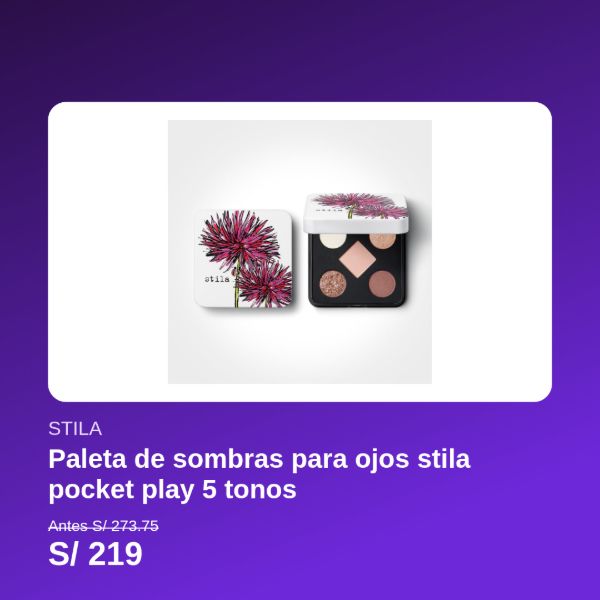 stila
STILA
Paleta de sombras para ojos stila
pocket play 5 tonos
Antes S/ 273.75
S/ 219